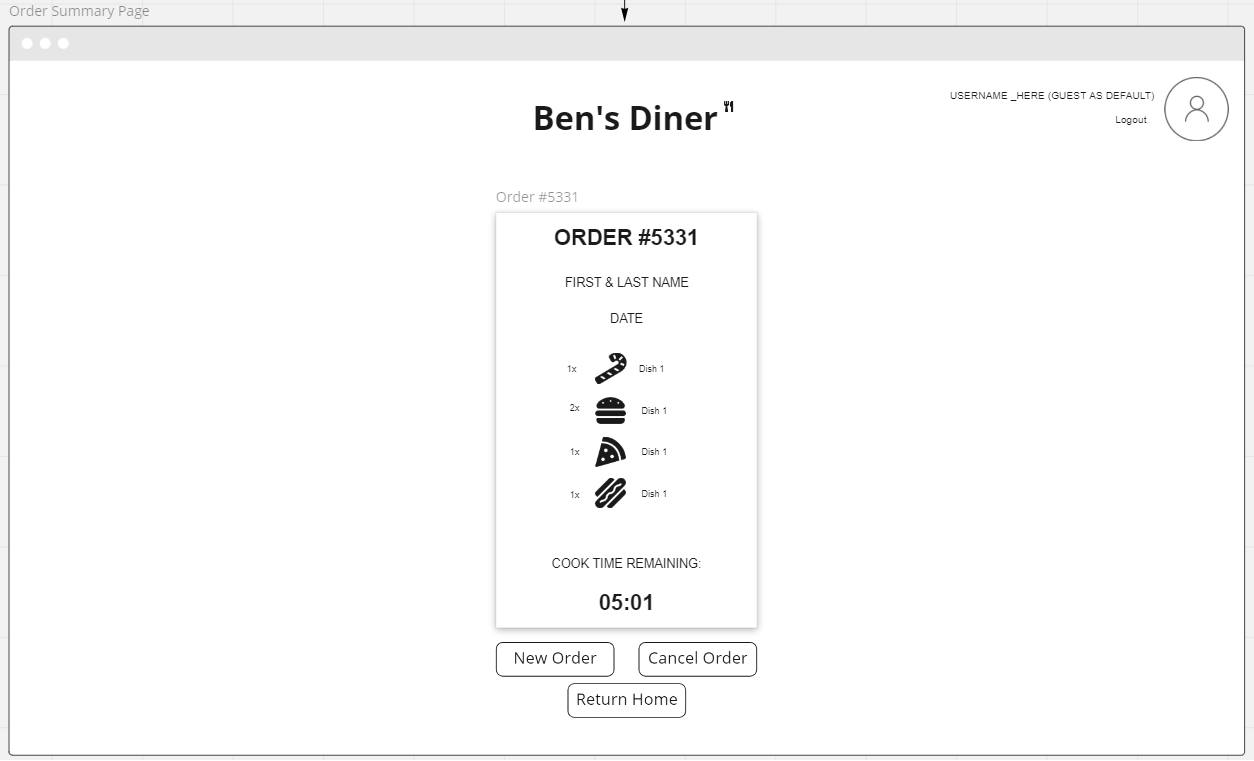 Order Summary Page
Ben's Diner
USERNAME _HERE (GUEST AS DEFAULT)
Logout
Order #5331
ORDER #5331
FIRST & LAST NAME
DATE
1x Dish 1
2x Dish 1
1x Dish 1
1x Dish 1
COOK TIME REMAINING:
05:01
New Order Cancel Order
Return Home